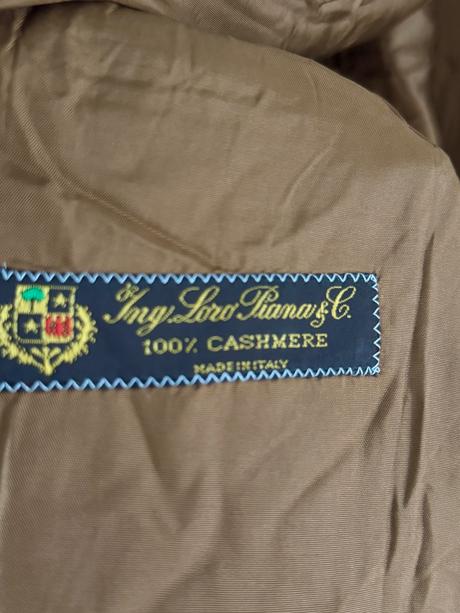 Ing. Loro Piana & C.
100% CASHMERE
MADE IN ITALY